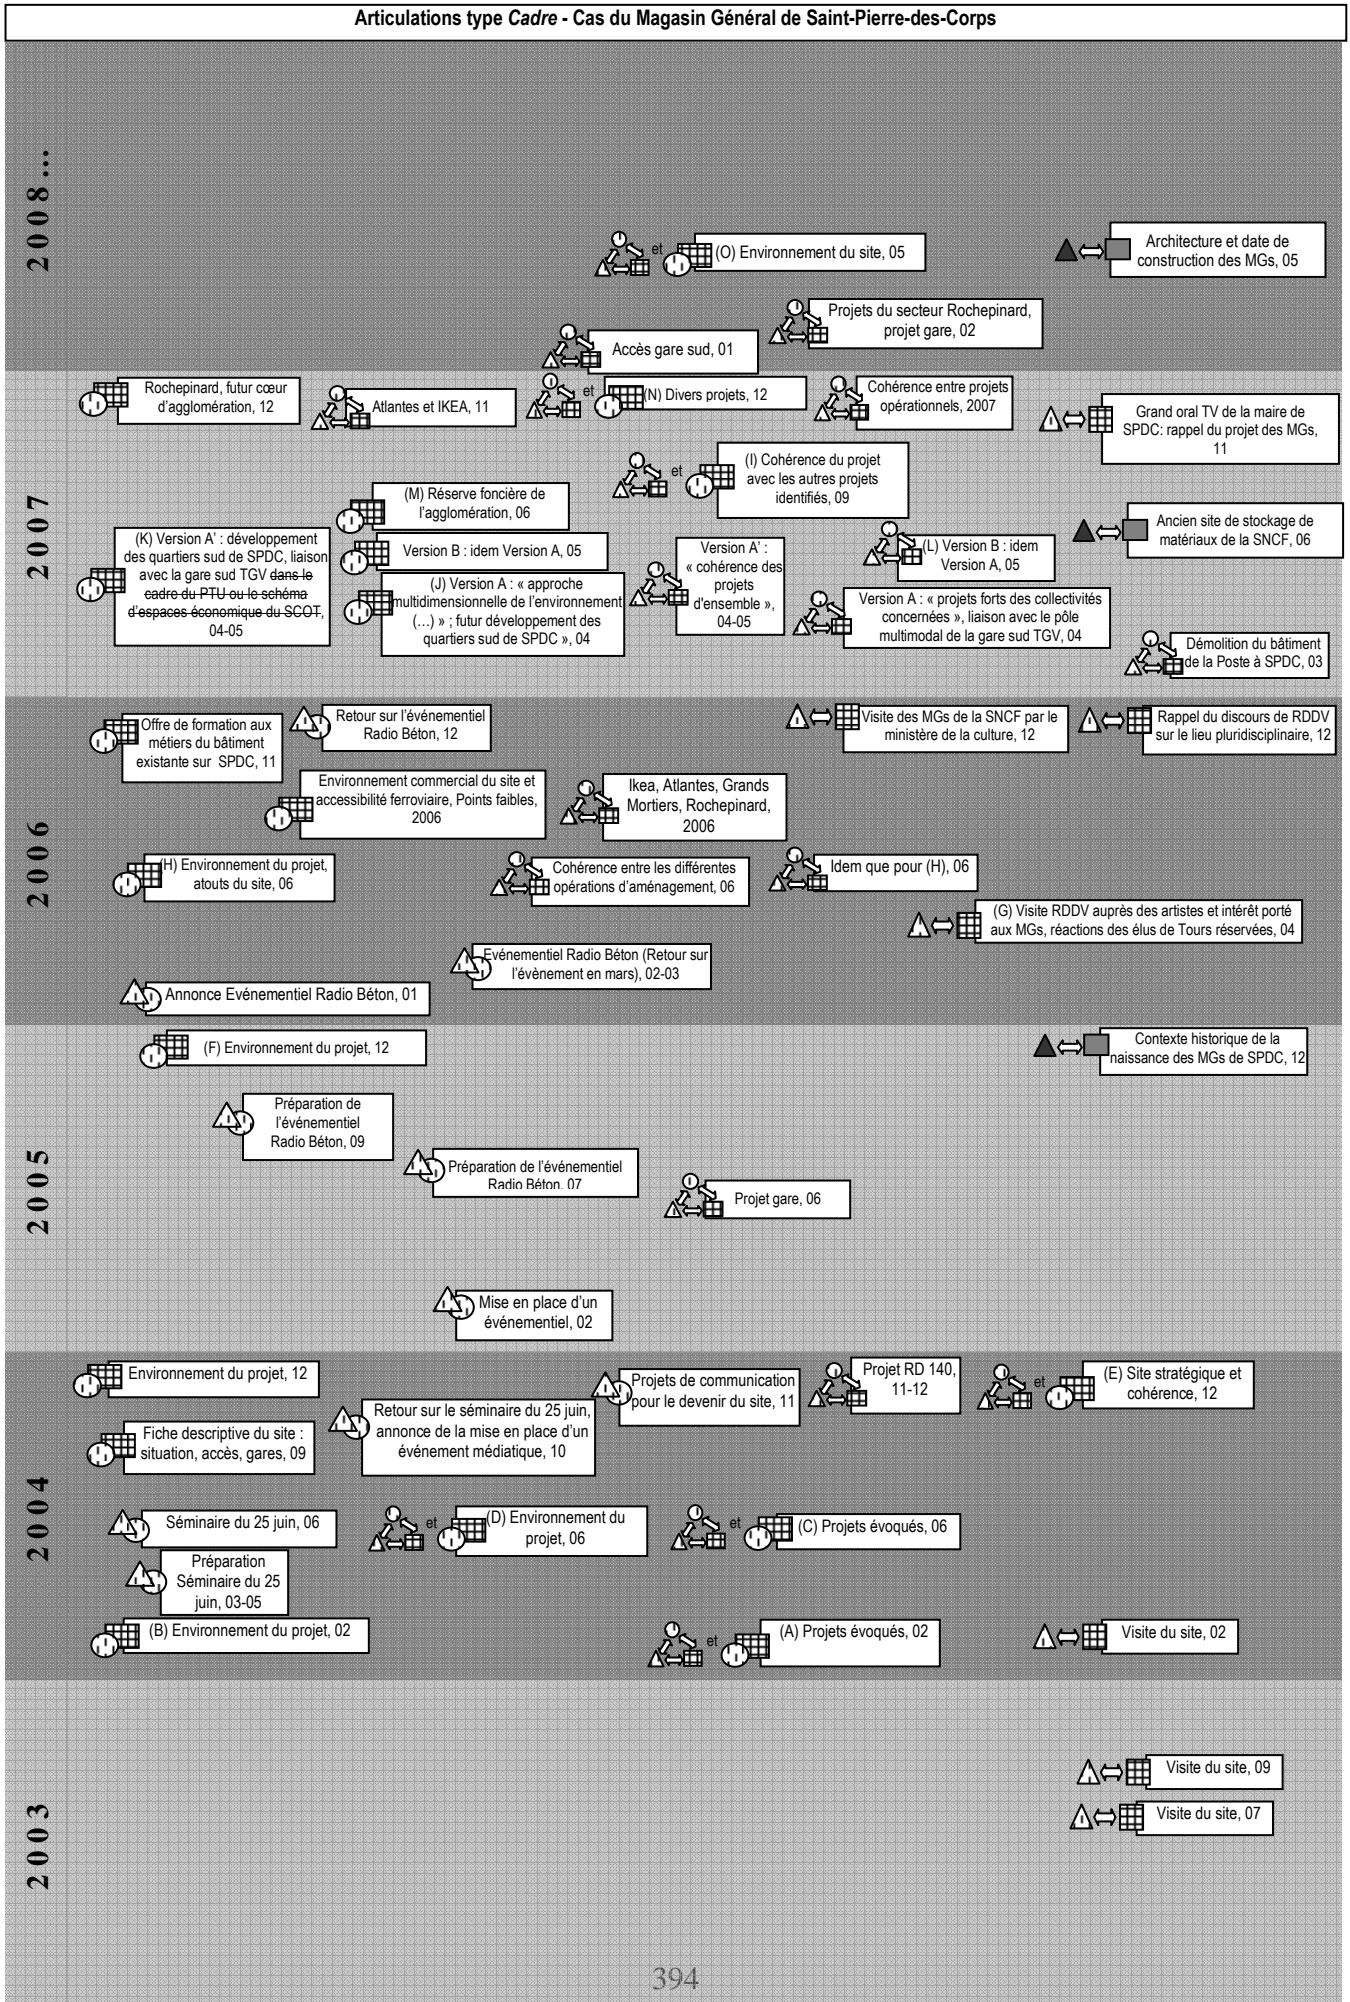 Articulations type Cadre - Cas du Magasin Général de Saint-Pierre-des-Corps
2008...
et
(O) Environnement du site, 05
Architecture et date de
construction des MGs, 05
Projets du secteur Rochepinard,
projet gare, 02
Accès gare sud, 01
2007
Rochepinard, futur cœur
d'agglomération, 12
Atlantes et IKEA, 11
et
(N) Divers projets, 12
Cohérence entre projets
opérationnels, 2007
Grand oral TV de la maire de
SPDC: rappel du projet des MGs,
11
et
(I) Cohérence du projet
avec les autres projets
identifiés, 09
(M) Réserve foncière de
l'agglomération, 06
Ancien site de stockage de
matériaux de la SNCF, 06
(K) Version A' : développement
des quartiers sud de SPDC, liaison
avec la gare sud TGV dans le
cadre du PTU ou le schéma
d'espaces économique du SCOT,
04-05
Version B : idem Version A, 05
(J) Version A : « approche
multidimensionnelle de l'environnement
(…) » ; futur développement des
quartiers sud de SPDC », 04
Version A' :
« cohérence des
projets
d'ensemble »,
04-05
(L) Version B : idem
Version A, 05
Version A : « projets forts des collectivités
concernées », liaison avec le pôle
multimodal de la gare sud TGV, 04
Démolition du bâtiment
de la Poste à SPDC, 03
2006
Offre de formation aux
métiers du bâtiment
existante sur SPDC, 11
Retour sur l'événementiel
Radio Béton, 12
Visite des MGs de la SNCF par le
ministère de la culture, 12
Rappel du discours de RDDV
sur le lieu pluridisciplinaire, 12
Environnement commercial du site et
accessibilité ferroviaire, Points faibles,
2006
Ikea, Atlantes, Grands
Mortiers, Rochepinard,
2006
(H) Environnement du projet,
atouts du site, 06
Cohérence entre les différentes
opérations d'aménagement, 06
Idem que pour (H), 06
(G) Visite RDDV auprès des artistes et intérêt porté
aux MGs, réactions des élus de Tours réservées, 04
Evénementiel Radio Béton (Retour sur
l'évènement en mars), 02-03
Annonce Evénementiel Radio Béton, 01
2005
(F) Environnement du projet, 12
Contexte historique de la
naissance des MGs de SPDC, 12
Préparation de
l'événementiel
Radio Béton, 09
Préparation de l'événementiel
Radio Béton, 07
Projet gare, 06
Mise en place d'un
événementiel, 02
2004
Environnement du projet, 12
Projets de communication
pour le devenir du site, 11
Projet RD 140,
11-12
et
(E) Site stratégique et
cohérence, 12
Fiche descriptive du site :
situation, accès, gares, 09
Retour sur le séminaire du 25 juin,
annonce de la mise en place d'un
événement médiatique, 10
Séminaire du 25 juin, 06
et
(D) Environnement du
projet, 06
et
(C) Projets évoqués, 06
Préparation
Séminaire du 25
juin, 03-05
(B) Environnement du projet, 02
et
(A) Projets évoqués, 02
Visite du site, 02
2003
Visite du site, 09
Visite du site, 07
394